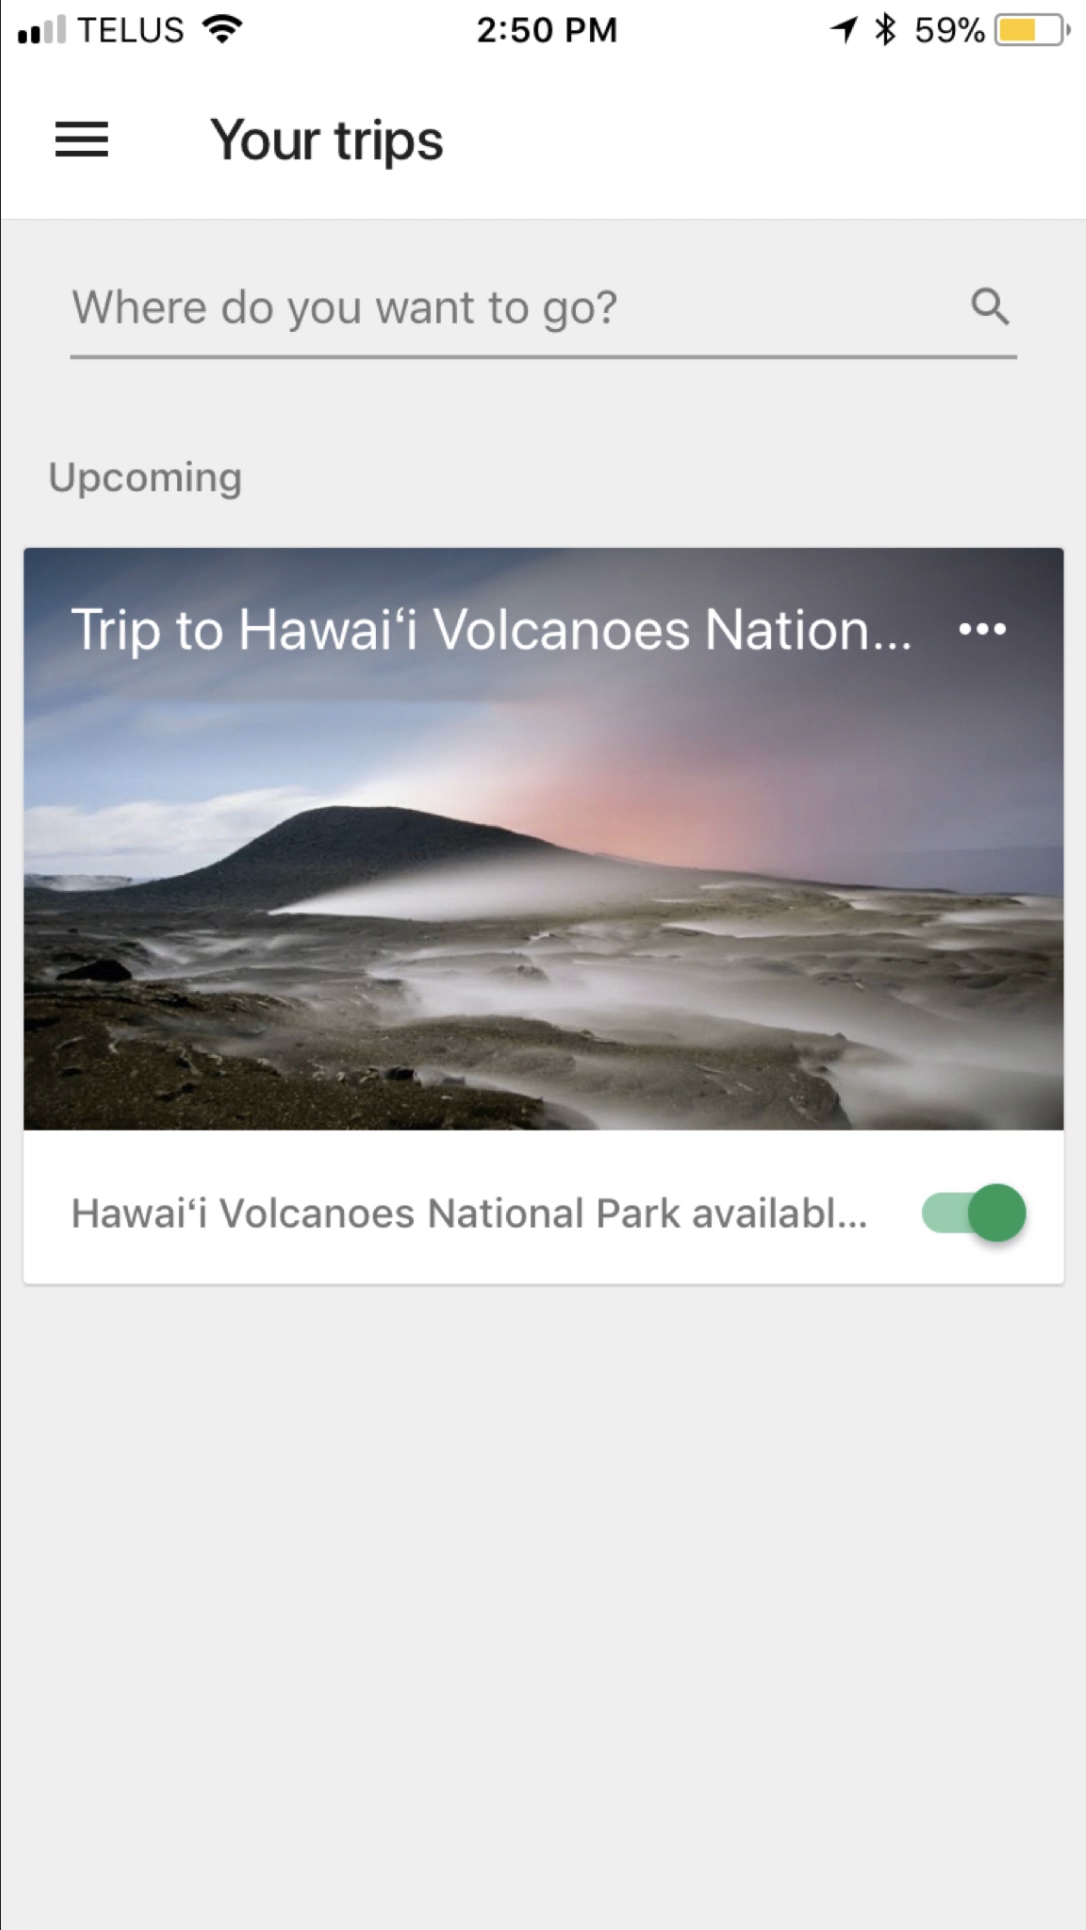 TELUS 2:50 PM 59%
Your trips
Where do you want to go?
Upcoming
Trip to Hawaiʻi Volcanoes Nation...
Hawaiʻi Volcanoes National Park availabl...